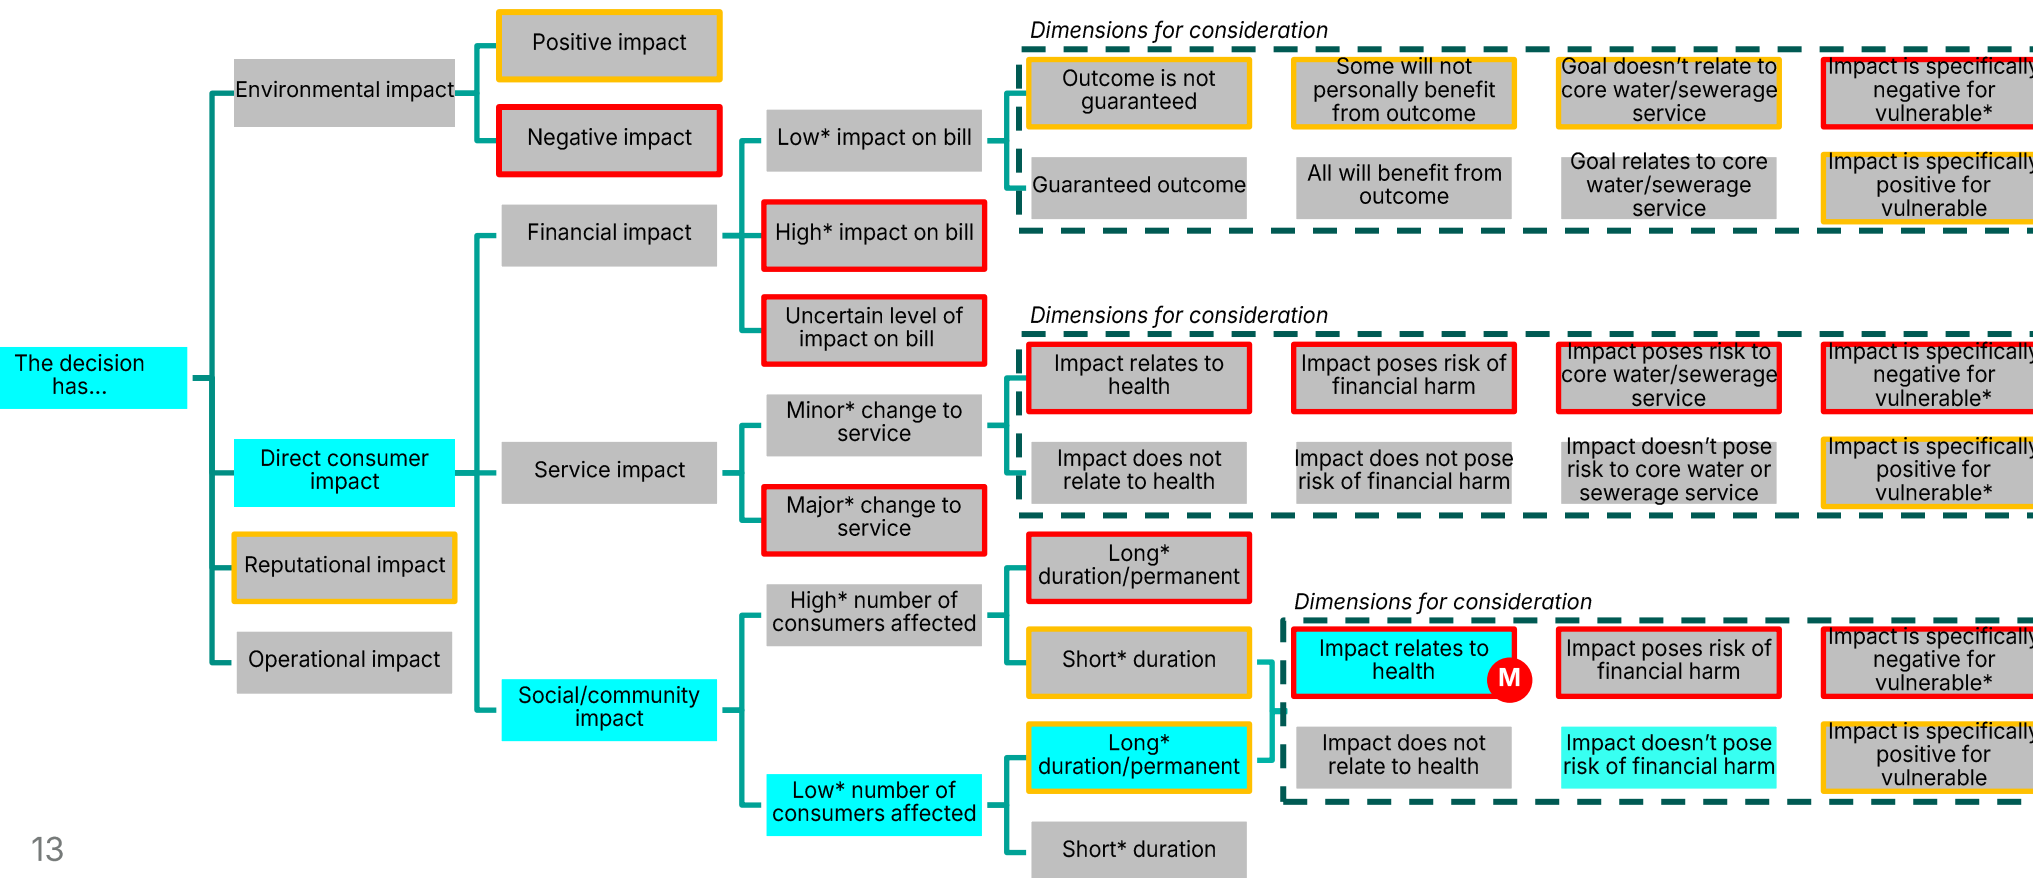 Dimensions for consideration
Positive impact
Environmental impact
Negative impact
Low* impact on bill
Outcome is not
guaranteed
Some will not
personally benefit
from outcome
Goal doesn't relate to
core water/sewerage
service
Impact is specifically
negative for
vulnerable*
Guaranteed outcome
All will benefit from
outcome
Goal relates to core
water/sewerage
service
Impact is specifically
positive for
vulnerable
Financial impact
High* impact on bill
Uncertain level of
impact on bill
Dimensions for consideration
The decision
has...
Impact relates to
health
Impact poses risk of
financial harm
Impact poses risk to
core water/sewerage
service
Impact is specifically
negative for
vulnerable*
Minor* change to
service
Direct consumer
impact
Service impact
Impact does not
relate to health
Impact does not pose
risk of financial harm
Impact doesn't pose
risk to core water or
sewerage service
Impact is specifically
positive for
vulnerable*
Major* change to
service
Reputational impact
Long*
duration/permanent
High* number of
consumers affected
Dimensions for consideration
Operational impact
Short* duration
Impact relates to
health
M
Impact poses risk of
financial harm
Impact is specifically
negative for
vulnerable*
Social/community
impact
Long*
duration/permanent
Impact does not
relate to health
Impact doesn't pose
risk of financial harm
Impact is specifically
positive for
vulnerable
Low* number of
consumers affected
Short* duration
13